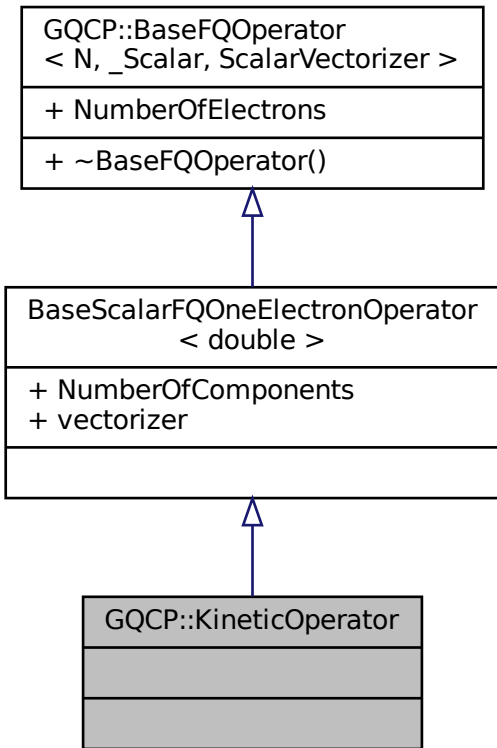 GQCP::BaseFQOperator
< N, _Scalar, ScalarVectorizer >
+ NumberOfElectrons
+ ~BaseFQOperator()
BaseScalarFQOneElectronOperator
< double >
+ NumberOfComponents
+ vectorizer
GQCP::KineticOperator